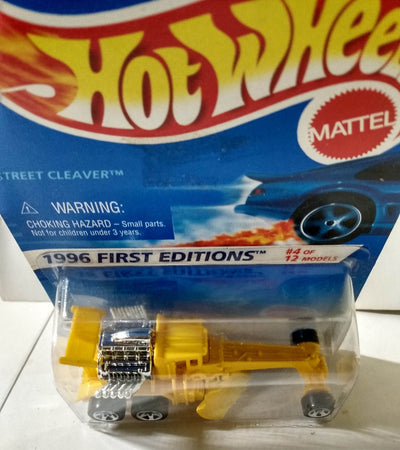 HOT WHEE
MATTEL
STREET CLEAVER™
⚠ WARNING:
CHOKING HAZARD – Small parts.
Not for children under 3 years.
1996 FIRST EDITIONS™
#4 OF
12 MODELS